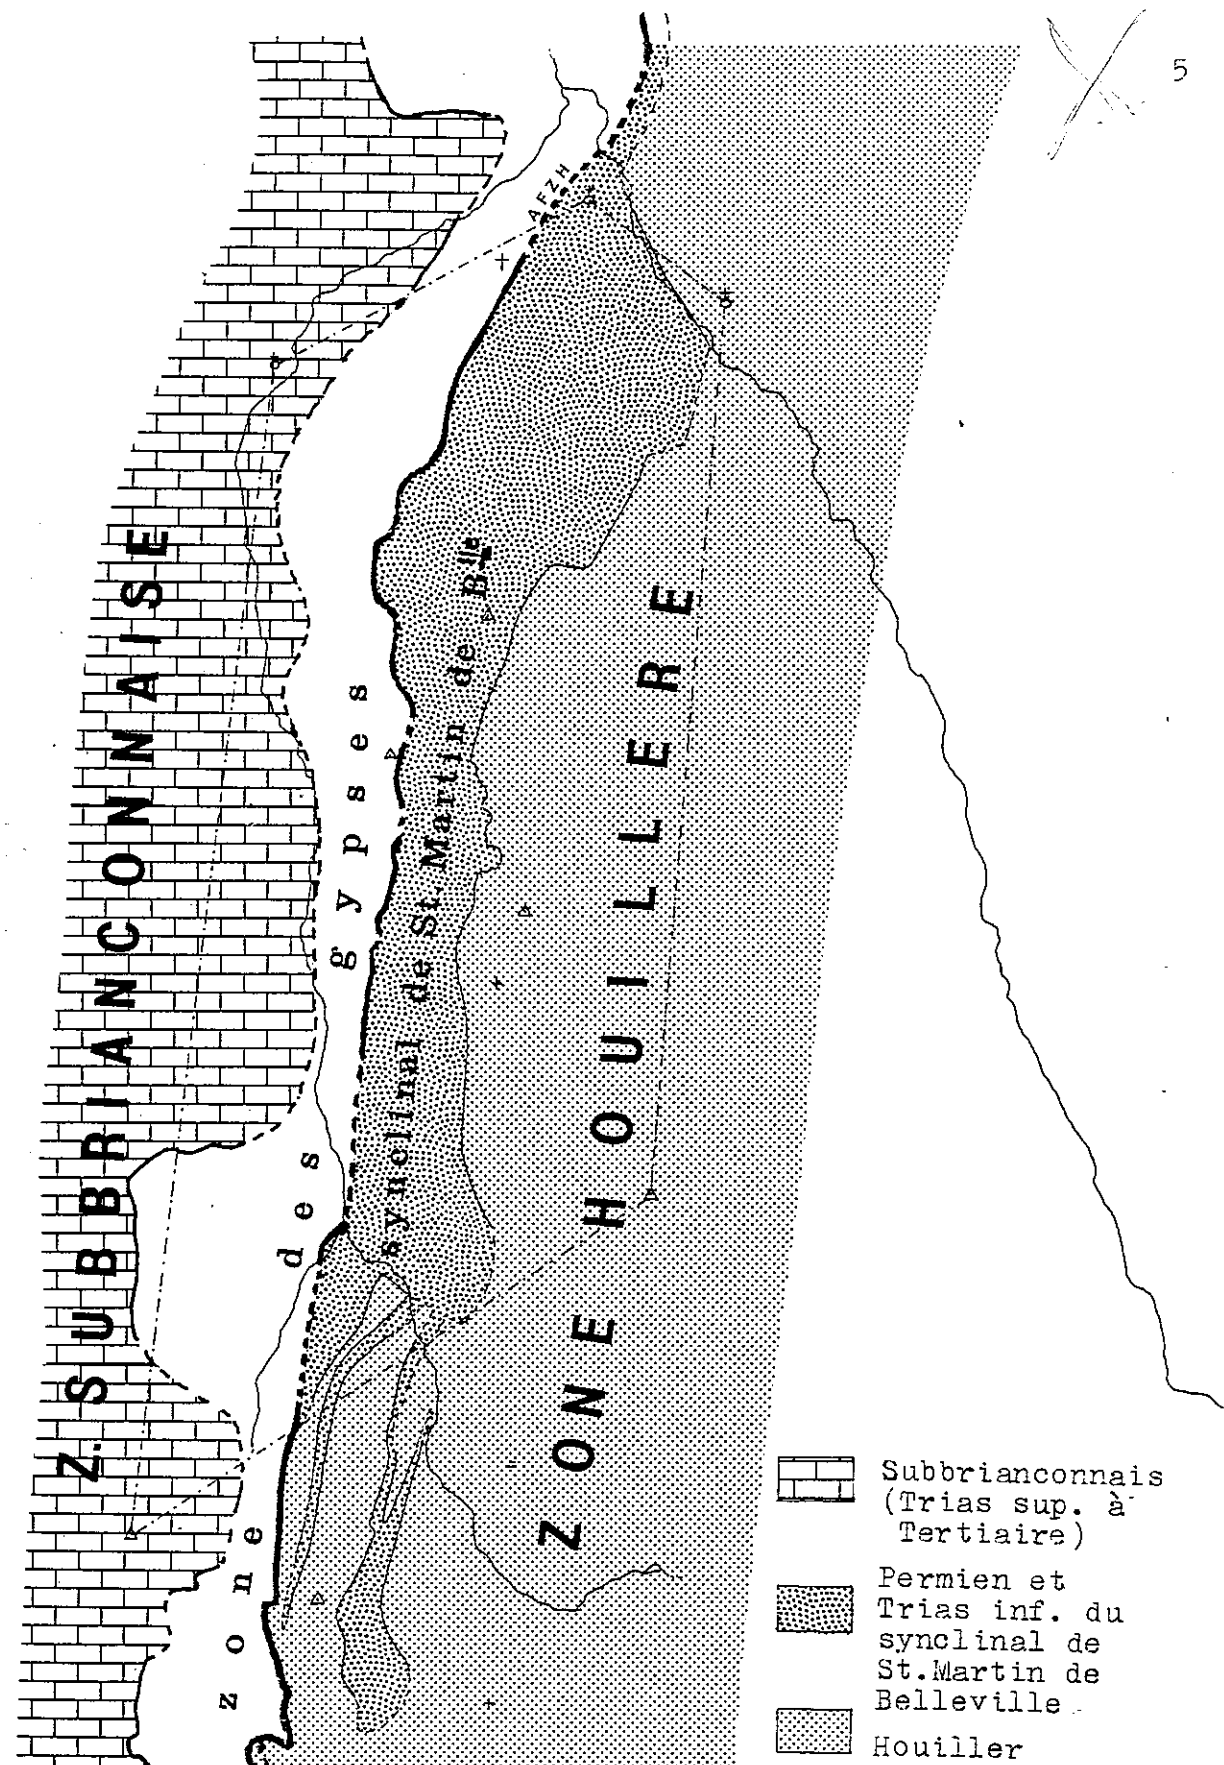 5
AFZH
Z. SUBBRIANCONNAISE
zone des gypses
synclinal de St. Martin de Blle
ZONE HOUILLERE
Subbrianconnais
(Trias sup. à
Tertiaire)
Permien et
Trias inf. du
synclinal de
St.Martin de
Belleville
Houiller